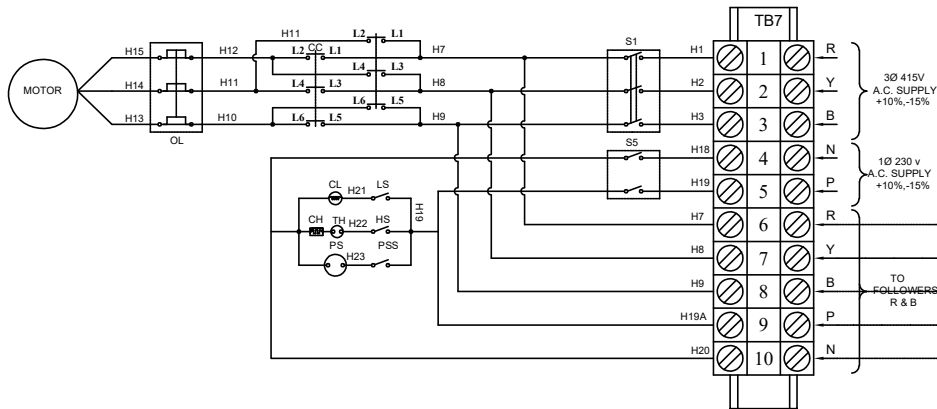 TB7
H11
L2
L1
H15
H12
L2
CC
L1
H7
S1
H1
1
R
MOTOR
L4
L3
H14
H11
L4
L3
H8
H2
2
Y
3Ø 415V
A.C. SUPPLY
+10%,-15%
L6
L5
H13
H10
L6
L5
H9
H3
3
B
OL
S5
H18
4
N
1Ø 230 v
A.C. SUPPLY
+10%,-15%
H19
5
P
CL
H21
LS
H19
CH
TH
H22
HS
H7
6
R
PS
H23
PSS
H8
7
Y
H9
8
B
TO
FOLLOWERS
R & B
H19A
9
P
H20
10
N